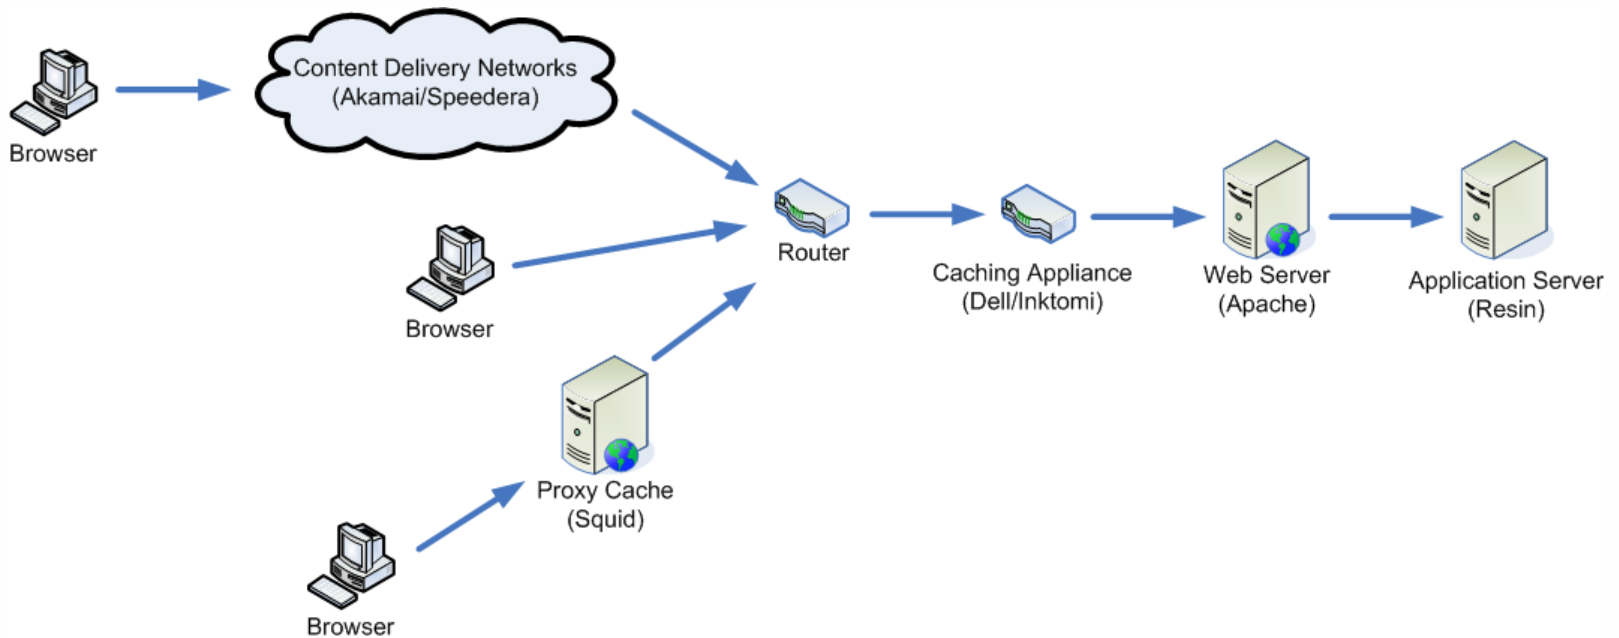 Content Delivery Networks
(Akamai/Speedera)
Browser
Router
Browser
Caching Appliance
(Dell/Inktomi)
Web Server
(Apache)
Application Server
(Resin)
Proxy Cache
(Squid)
Browser